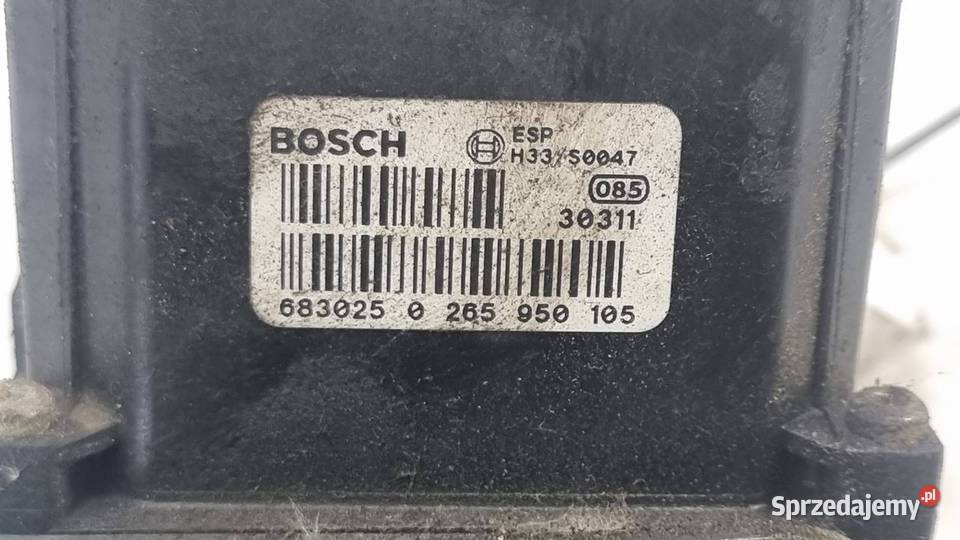 BOSCH ESP
H33/S0047
085
30311
683025 0 265 950 105
Sprzedajemy.pl